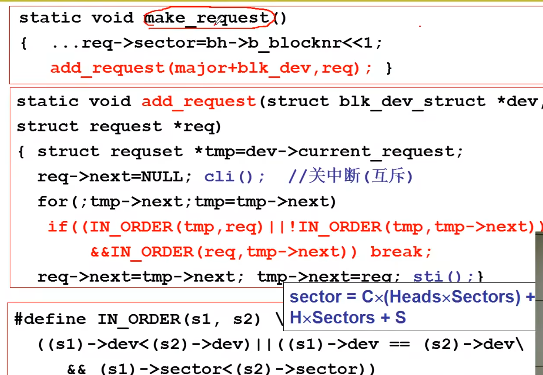 static void make_request()
{ ...req->sector=bh->b_blocknr<<1;
add_request(major+blk_dev,req); }
static void add_request(struct blk_dev_struct *dev,
struct request *req)
{ struct requset *tmp=dev->current_request;
req->next=NULL; cli(); //关中断(互斥)
for(;tmp->next;tmp=tmp->next)
if((IN_ORDER(tmp,req)||!IN_ORDER(tmp,tmp->next))
&&IN_ORDER(req,tmp->next)) break;
req->next=tmp->next; tmp->next=req; sti();}
sector = C×(Heads×Sectors) +
H×Sectors + S
#define IN_ORDER(s1, s2) \
((s1)->dev<(s2)->dev)||((s1)->dev == (s2)->dev\
&& (s1)->sector<(s2)->sector))